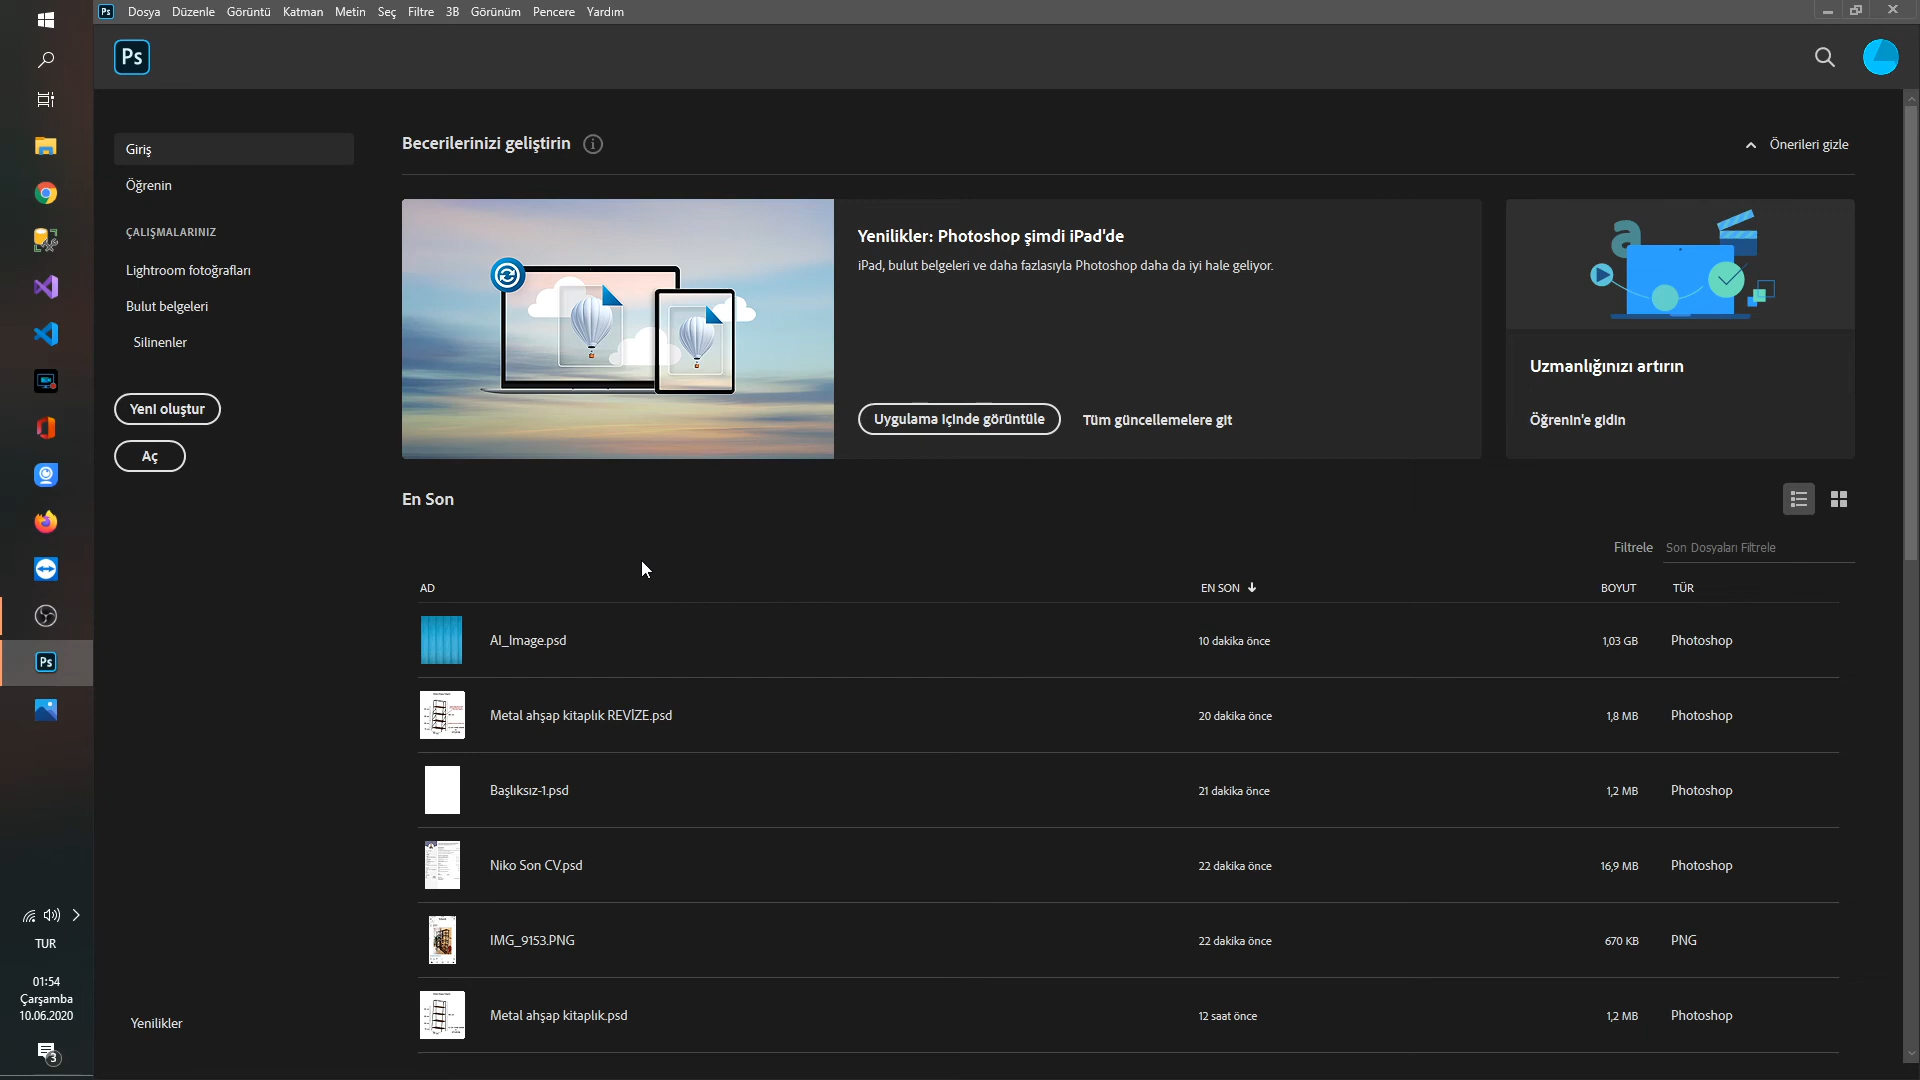 Ps Dosya Düzenle Görüntü Katman Metin Seç Filtre 3B Görünüm Pencere Yardım
Ps
Becerilerinizi geliştirin
Önerileri gizle
Giriş
Öğrenin
ÇALIŞMALARINIZ
Lightroom fotoğrafları
Bulut belgeleri
Silinenler
Yeni oluştur
Aç
Yenilikler: Photoshop şimdi iPad'de
iPad, bulut belgeleri ve daha fazlasıyla Photoshop daha da iyi hale geliyor.
Uygulama içinde görüntüle
Tüm güncellemelere git
a
Uzmanlığınızı artırın
Öğrenin'e gidin
En Son
Filtrele Son Dosyaları Filtrele
AD EN SON BOYUT TÜR
AI_Image.psd 10 dakika önce 1,03 GB Photoshop
Metal ahşap kitaplık REVİZE.psd 20 dakika önce 1,8 MB Photoshop
Başlıksız-1.psd 21 dakika önce 1,2 MB Photoshop
Niko Son CV.psd 22 dakika önce 16,9 MB Photoshop
IMG_9153.PNG 22 dakika önce 670 KB PNG
Metal ahşap kitaplık.psd 12 saat önce 1,2 MB Photoshop
Yenilikler
Ps
TUR
01:54
Çarşamba
10.06.2020
3